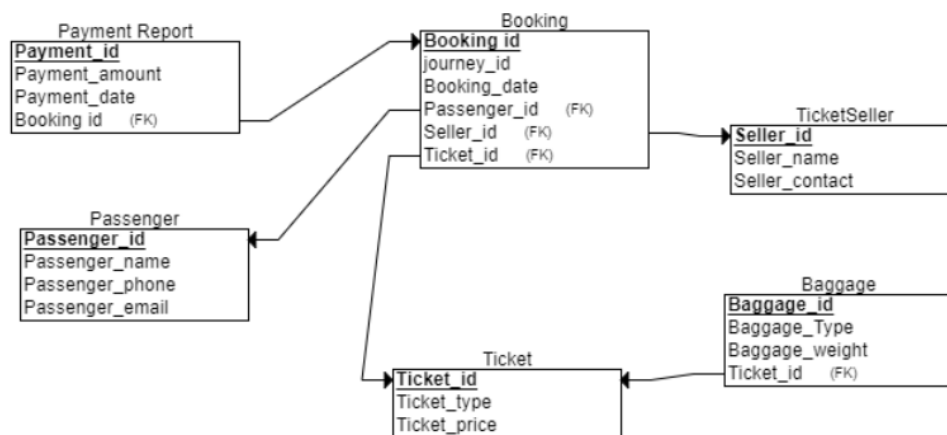 Payment Report
Payment_id
Payment_amount
Payment_date
Booking id (FK)
Booking
Booking id
journey_id
Booking_date
Passenger_id (FK)
Seller_id (FK)
Ticket_id (FK)
TicketSeller
Seller_id
Seller_name
Seller_contact
Passenger
Passenger_id
Passenger_name
Passenger_phone
Passenger_email
Baggage
Baggage_id
Baggage_Type
Baggage_weight
Ticket_id (FK)
Ticket
Ticket_id
Ticket_type
Ticket_price